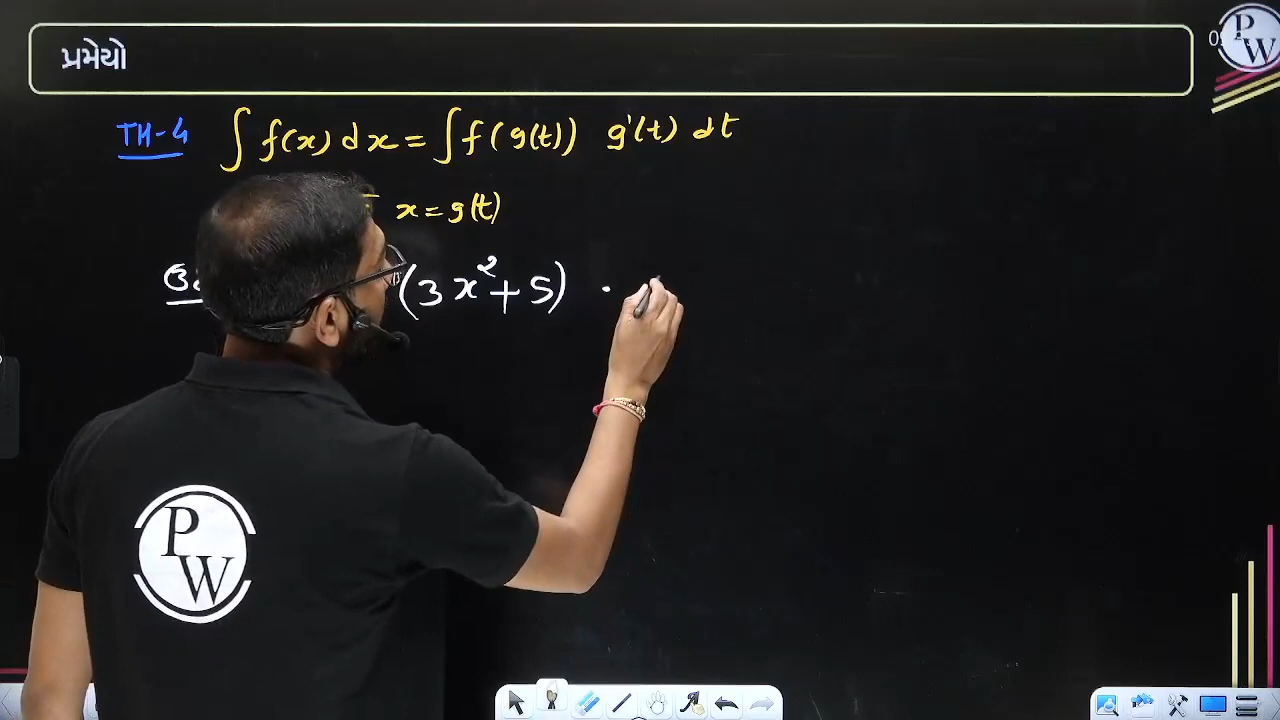 પ્રમેયો
TH-4 ∫ f(x) dx = ∫ f(g(t)) g'(t) dt
x = g(t)
(3x²+5) ·
PW
PW